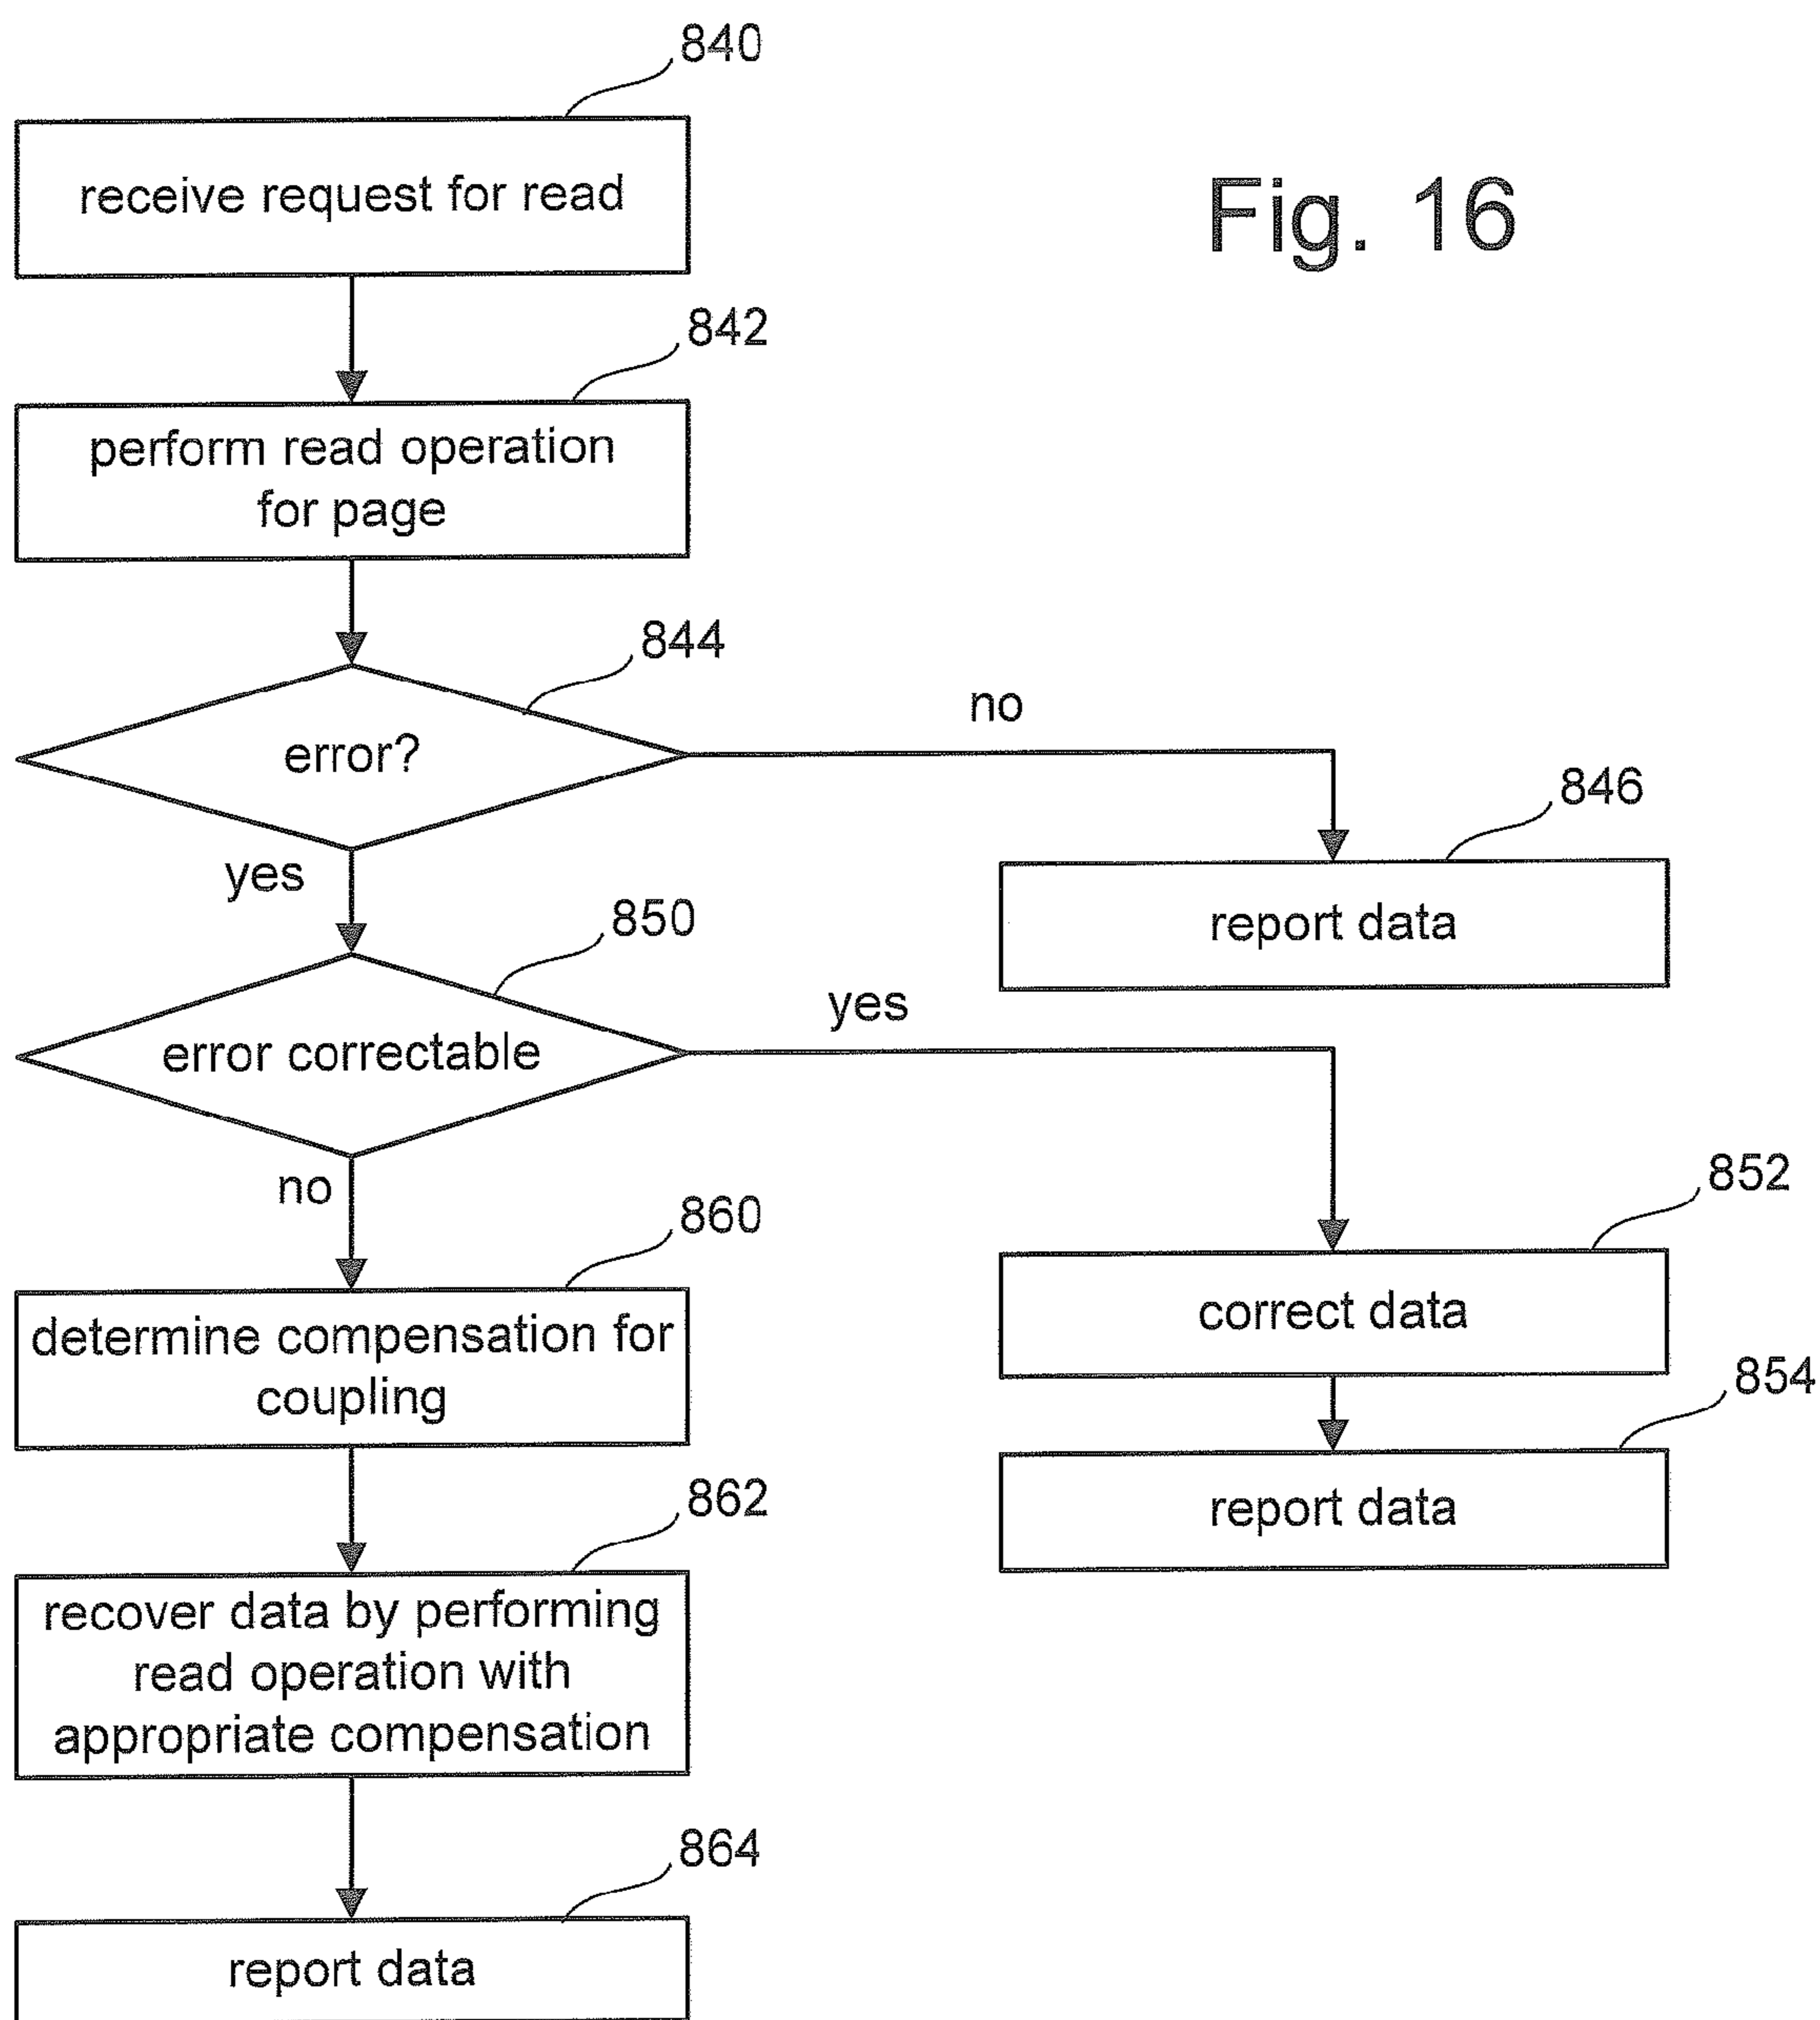 840
receive request for read
Fig. 16
842
perform read operation
for page
844
error?
no
846
report data
yes
850
error correctable
yes
852
correct data
854
report data
no
860
determine compensation for
coupling
862
recover data by performing
read operation with
appropriate compensation
864
report data